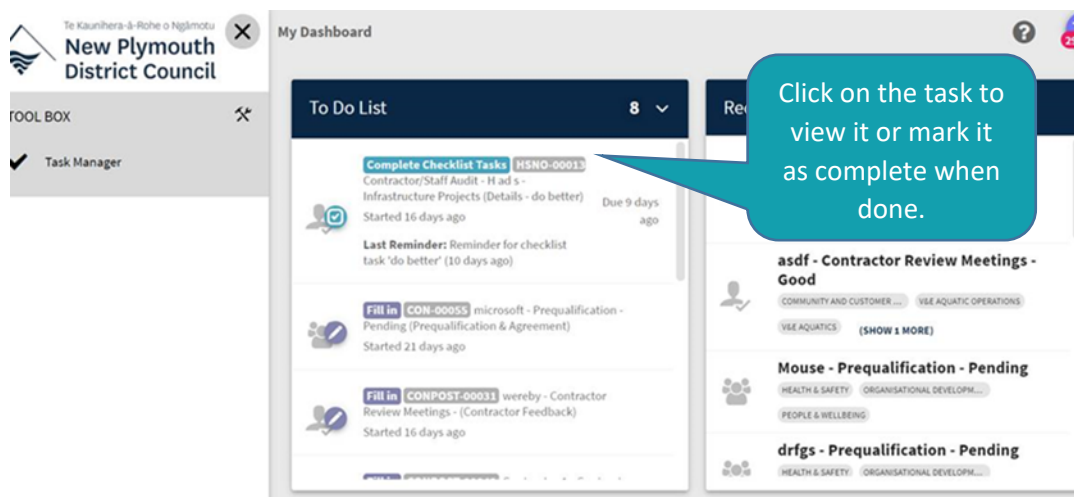 Te Kaunihera-ā-Rohe o Ngāmotu
New Plymouth
District Council
TOOL BOX
Task Manager
My Dashboard
To Do List 8
Complete Checklist Tasks HSNO-00013
Contractor/Staff Audit - H ad s -
Infrastructure Projects (Details - do better)
Due 9 days
ago
Started 16 days ago
Last Reminder: Reminder for checklist
task 'do better' (10 days ago)
Fill in CON-00055 microsoft - Prequalification -
Pending (Prequalification & Agreement)
Started 21 days ago
Fill in CONPOST-00031 wereby - Contractor
Review Meetings - (Contractor Feedback)
Started 16 days ago
Click on the task to
view it or mark it
as complete when
done.
asdf - Contractor Review Meetings -
Good
COMMUNITY AND CUSTOMER .... V&E AQUATIC OPERATIONS
V&E AQUATICS (SHOW 1 MORE)
Mouse - Prequalification - Pending
HEALTH & SAFETY ORGANISATIONAL DEVELOPM....
PEOPLE & WELLBEING
drfgs - Prequalification - Pending
HEALTH & SAFETY ORGANISATIONAL DEVELOPM....